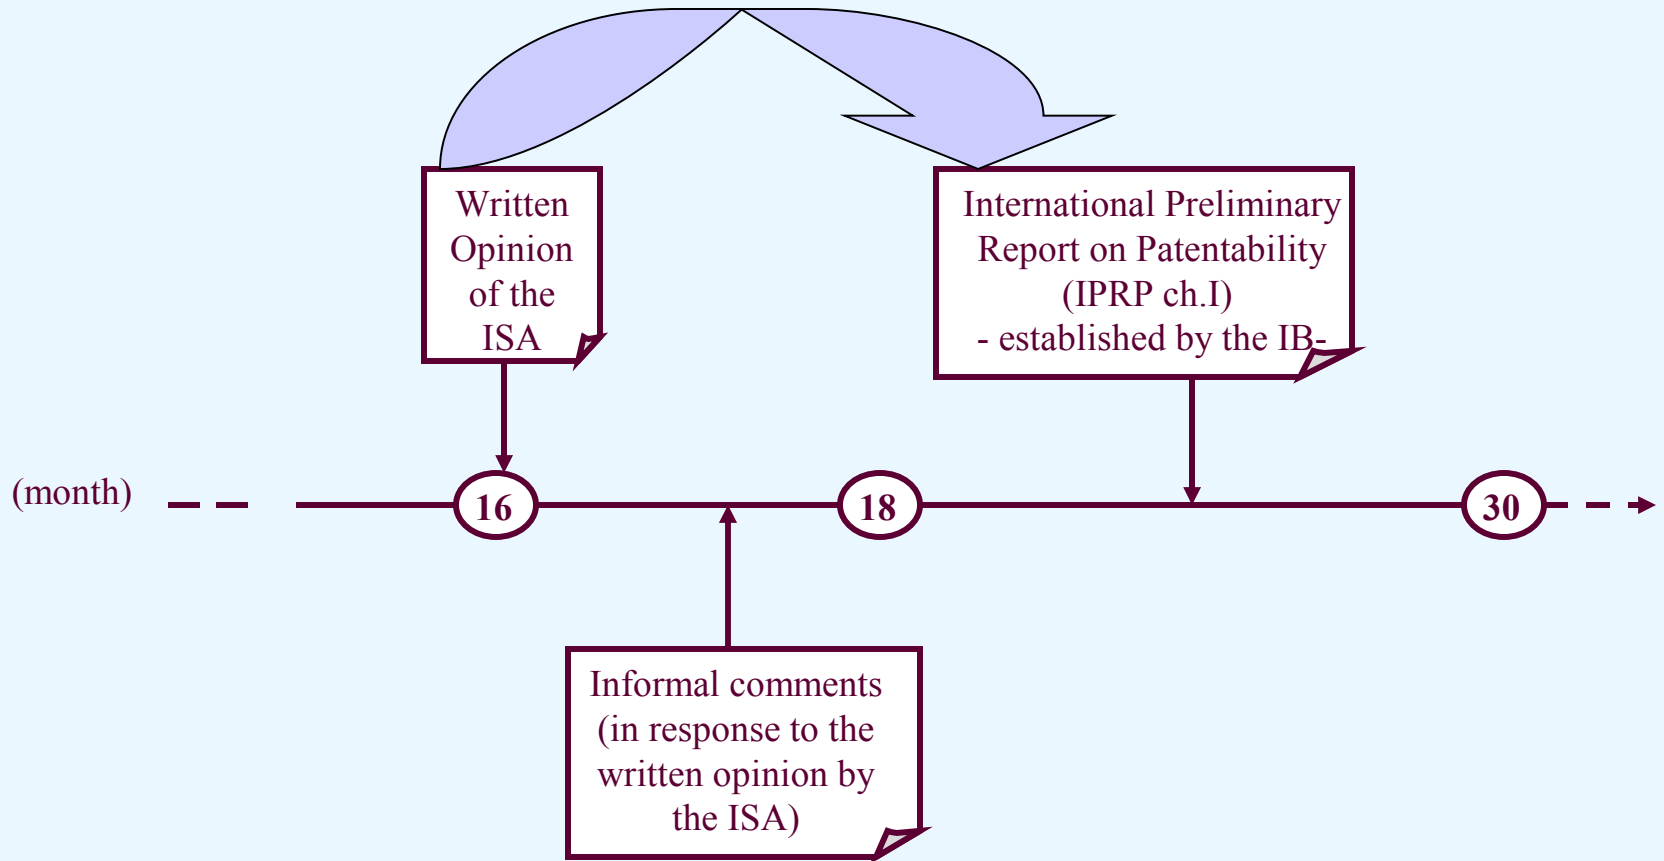 Written
Opinion
of the
ISA
International Preliminary
Report on Patentability
(IPRP ch.I)
- established by the IB-
(month)
16
18
30
Informal comments
(in response to the
written opinion by
the ISA)